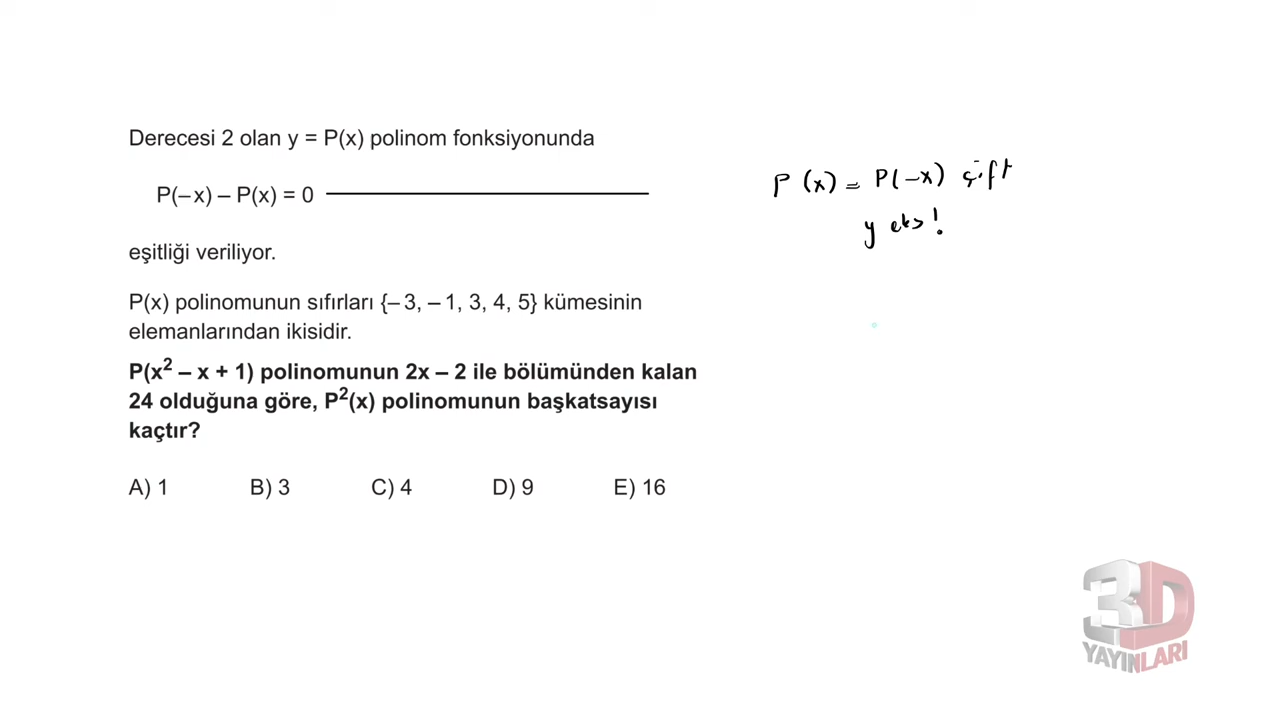 Derecesi 2 olan y = P(x) polinom fonksiyonunda
P(–x) – P(x) = 0
eşitliği veriliyor.
P(x) polinomunun sıfırları {–3, –1, 3, 4, 5} kümesinin
elemanlarından ikisidir.
P(x² – x + 1) polinomunun 2x – 2 ile bölümünden kalan
24 olduğuna göre, P²(x) polinomunun başkatsayısı
kaçtır?
A) 1 B) 3 C) 4 D) 9 E) 16
P(x) = P(–x) çift
y eks!
3D
YAYINLARI